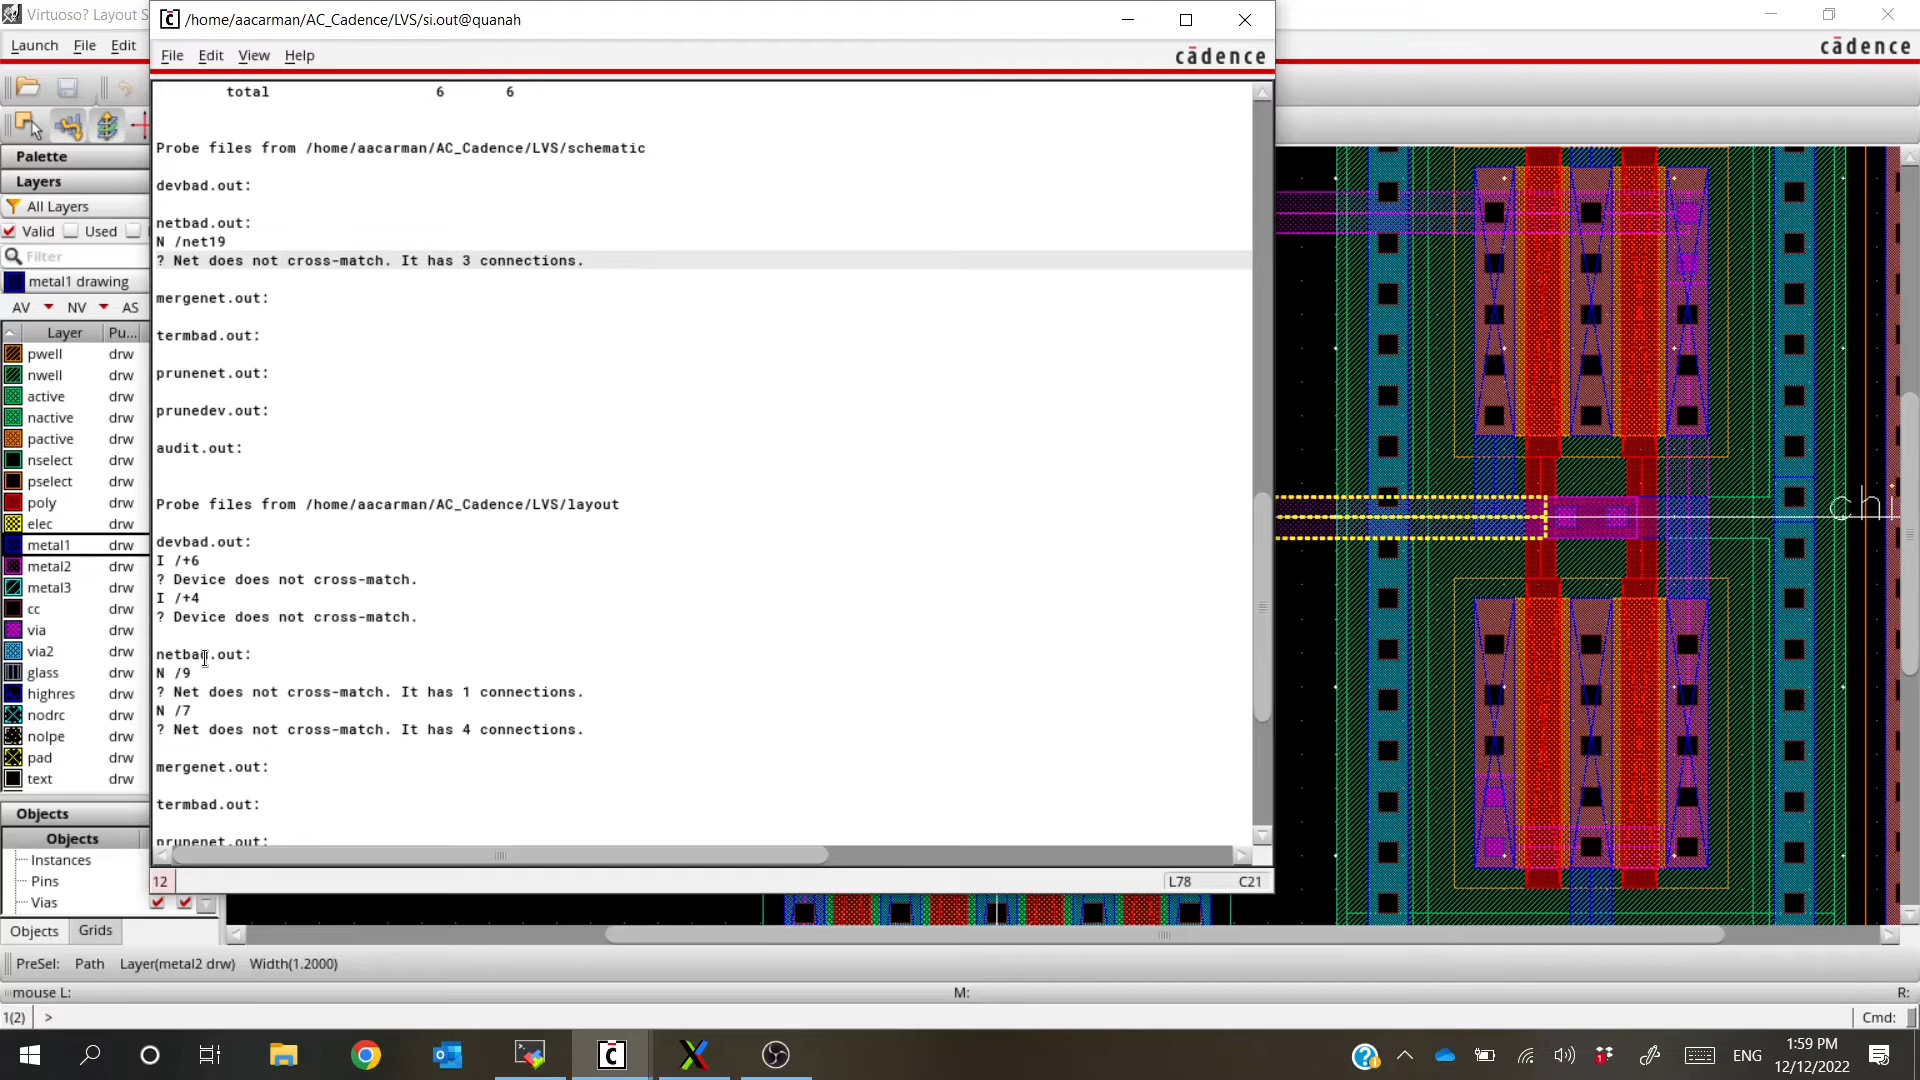 Virtuoso? Layout S
/home/aacarman/AC_Cadence/LVS/si.out@quanah
Launch File Edit
File Edit View Help
cādence
cādence
total 6 6
Probe files from /home/aacarman/AC_Cadence/LVS/schematic
devbad.out:
netbad.out:
N /net19
? Net does not cross-match. It has 3 connections.
mergenet.out:
termbad.out:
prunenet.out:
prunedev.out:
audit.out:
Probe files from /home/aacarman/AC_Cadence/LVS/layout
devbad.out:
I /+6
? Device does not cross-match.
I /+4
? Device does not cross-match.
netbad.out:
N /9
? Net does not cross-match. It has 1 connections.
N /7
? Net does not cross-match. It has 4 connections.
mergenet.out:
termbad.out:
prunenet.out:
12
L78 C21
Palette
Layers
All Layers
Valid Used
Filter
metal1 drawing
AV NV AS
Layer Pu...
pwell drw
nwell drw
active drw
nactive drw
pactive drw
nselect drw
pselect drw
poly drw
elec drw
metal1 drw
metal2 drw
metal3 drw
cc drw
via drw
via2 drw
glass drw
highres drw
nodrc drw
nolpe drw
pad drw
text drw
Objects
Objects
Instances
Pins
Vias
Objects Grids
chi
PreSel: Path Layer(metal2 drw) Width(1.2000)
mouse L: M: R:
1(2) > Cmd:
ENG
1:59 PM
12/12/2022